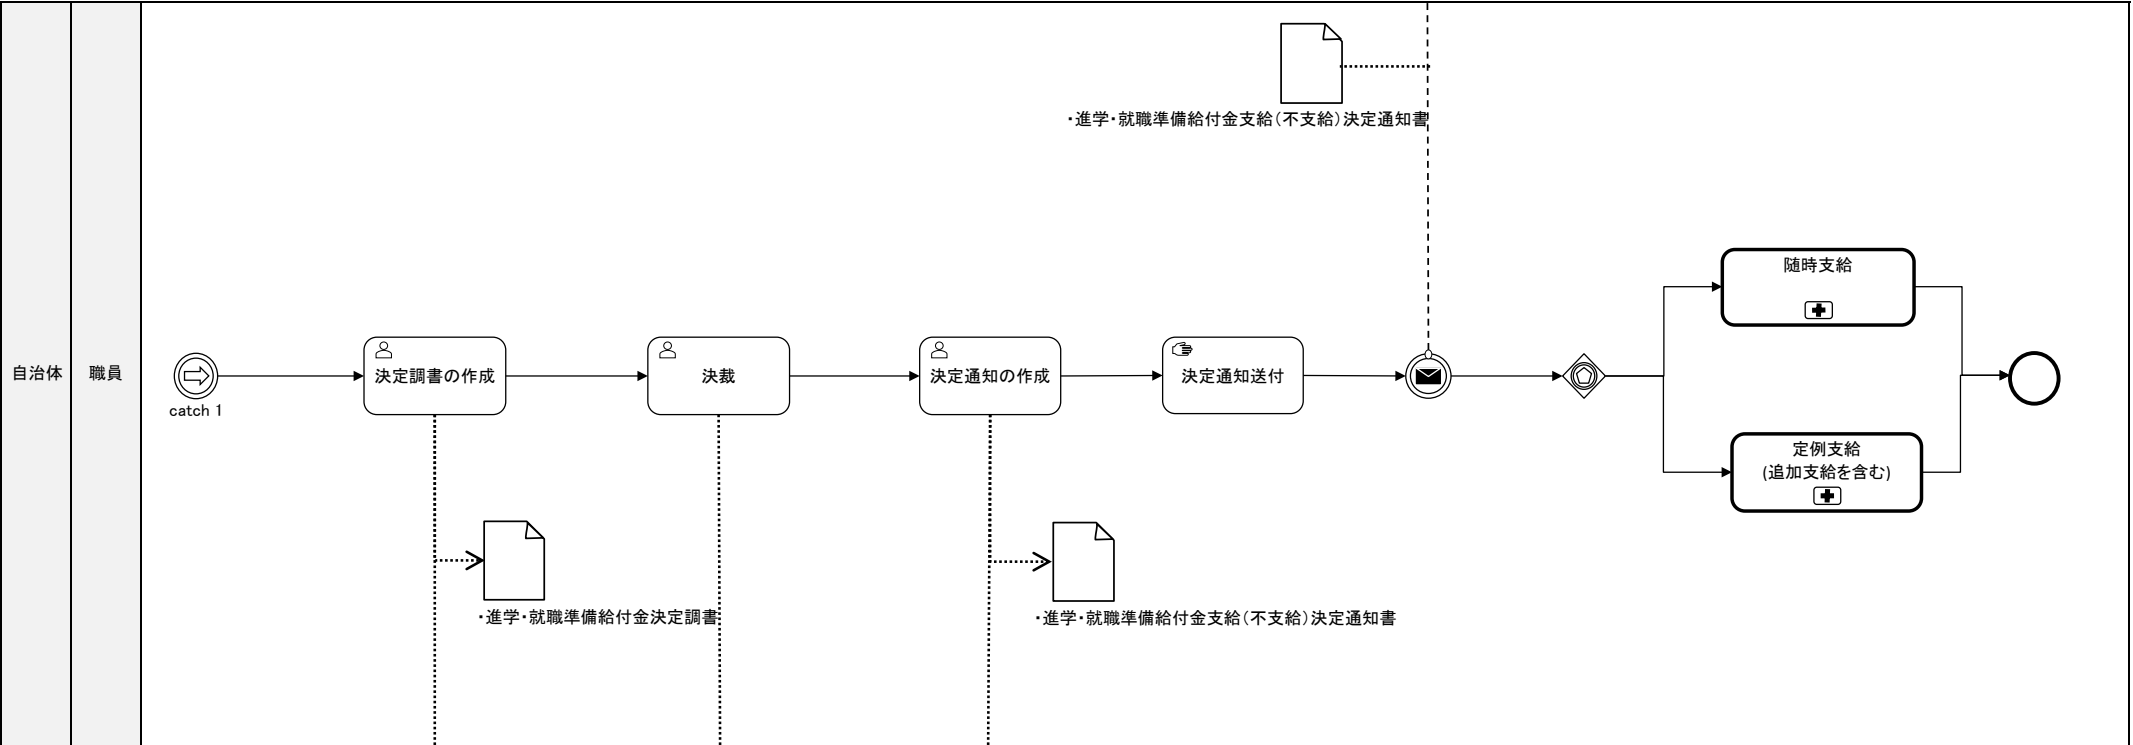 ・進学・就職準備給付金支給(不支給)決定通知書
自治体
職員
catch 1
決定調書の作成
決裁
決定通知の作成
決定通知送付
随時支給
定例支給
(追加支給を含む)
・進学・就職準備給付金決定調書
・進学・就職準備給付金支給(不支給)決定通知書